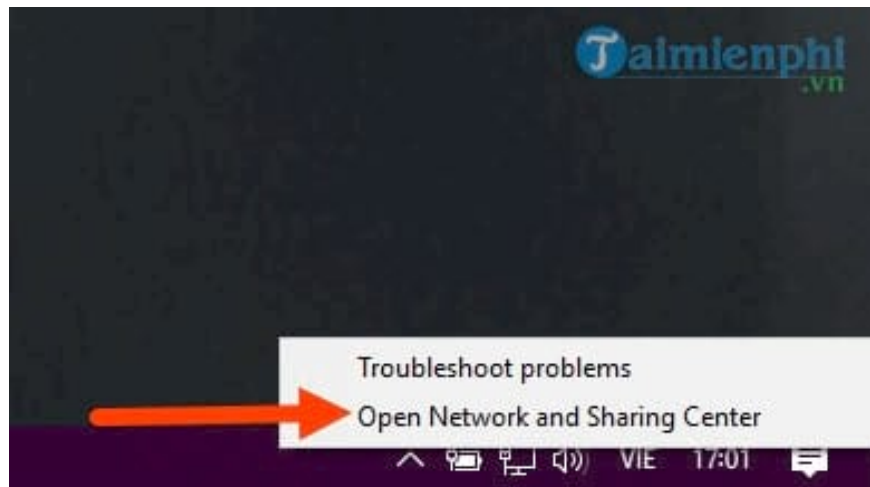 Taimienphi
.vn
Troubleshoot problems
Open Network and Sharing Center
VIE 17:01